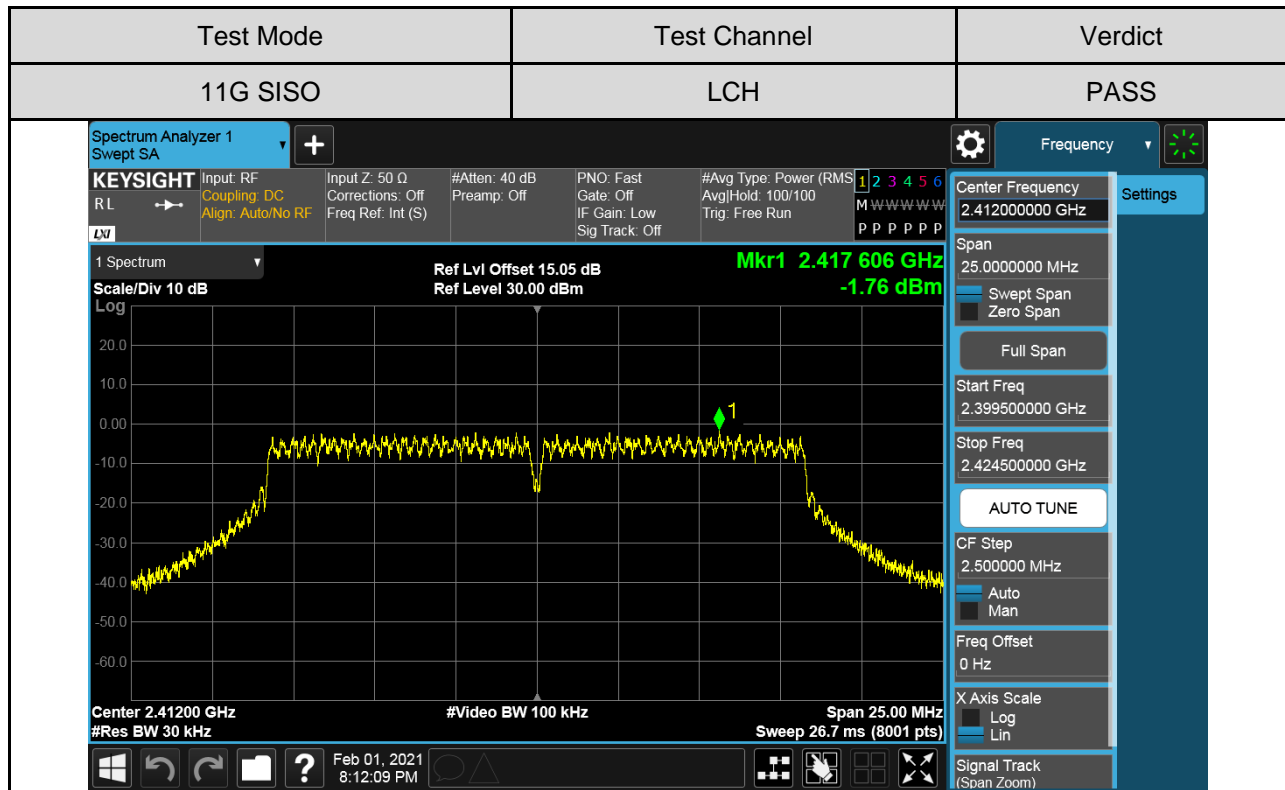 Test Mode Test Channel Verdict
11G SISO LCH PASS
Spectrum Analyzer 1
Swept SA
+
Frequency
KEYSIGHT Input: RF Input Z: 50 Ω #Atten: 40 dB PNO: Fast #Avg Type: Power (RMS 1 2 3 4 5 6
R L Coupling: DC Corrections: Off Preamp: Off Gate: Off Avg|Hold: 100/100 M W W W W W
Align: Auto/No RF Freq Ref: Int (S) IF Gain: Low Trig: Free Run
LXI Sig Track: Off P P P P P P
1 Spectrum
Ref Lvl Offset 15.05 dB Mkr1 2.417 606 GHz
Scale/Div 10 dB Ref Level 30.00 dBm -1.76 dBm
Log
20.0
10.0
0.00
-10.0
-20.0
-30.0
-40.0
-50.0
-60.0
1
Center 2.41200 GHz #Video BW 100 kHz Span 25.00 MHz
#Res BW 30 kHz Sweep 26.7 ms (8001 pts)
?
Feb 01, 2021
8:12:09 PM
Center Frequency
2.412000000 GHz
Settings
Span
25.0000000 MHz
Swept Span
Zero Span
Full Span
Start Freq
2.399500000 GHz
Stop Freq
2.424500000 GHz
AUTO TUNE
CF Step
2.500000 MHz
Auto
Man
Freq Offset
0 Hz
X Axis Scale
Log
Lin
Signal Track
(Span Zoom)